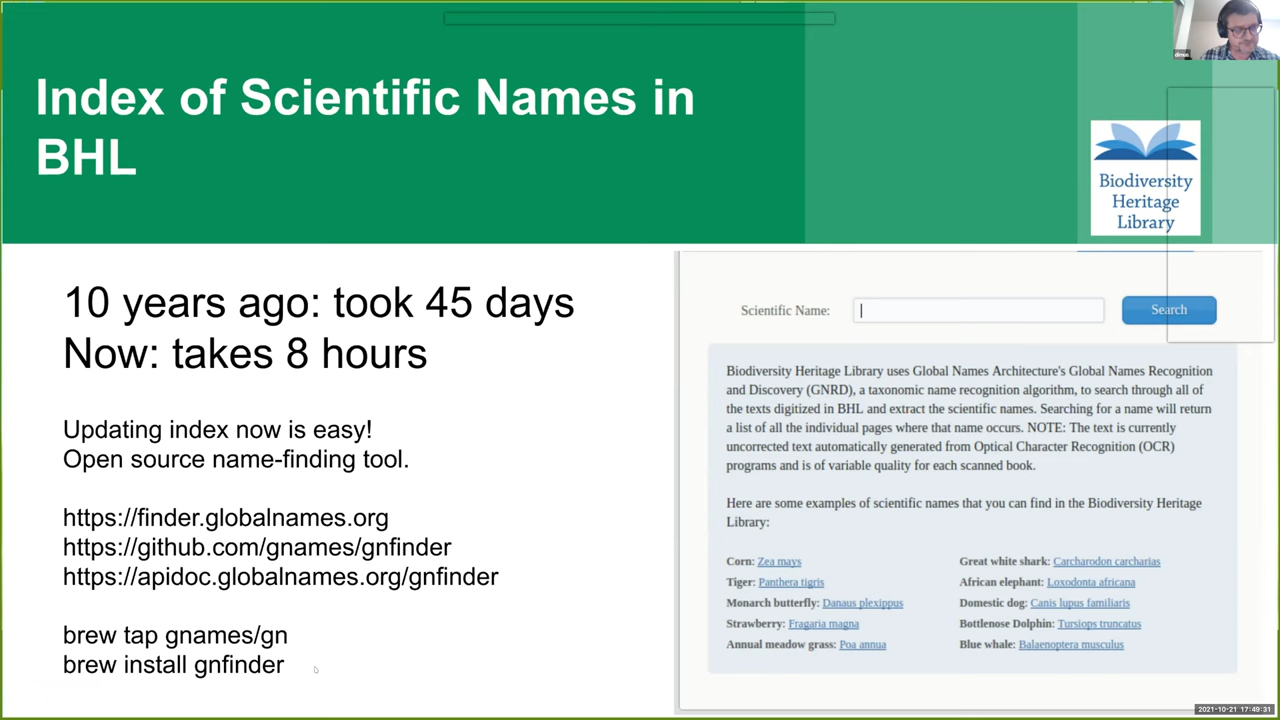 Index of Scientific Names in
BHL
Biodiversity
Heritage
Library
dimus
10 years ago: took 45 days
Now: takes 8 hours
Updating index now is easy!
Open source name-finding tool.
https://finder.globalnames.org
https://github.com/gnames/gnfinder
https://apidoc.globalnames.org/gnfinder
brew tap gnames/gn
brew install gnfinder
Scientific Name:
Search
Biodiversity Heritage Library uses Global Names Architecture's Global Names Recognition
and Discovery (GNRD), a taxonomic name recognition algorithm, to search through all of
the texts digitized in BHL and extract the scientific names. Searching for a name will return
a list of all the individual pages where that name occurs. NOTE: The text is currently
uncorrected text automatically generated from Optical Character Recognition (OCR)
programs and is of variable quality for each scanned book.
Here are some examples of scientific names that you can find in the Biodiversity Heritage
Library:
Corn: Zea mays
Tiger: Panthera tigris
Monarch butterfly: Danaus plexippus
Strawberry: Fragaria magna
Annual meadow grass: Poa annua
Great white shark: Carcharodon carcharias
African elephant: Loxodonta africana
Domestic dog: Canis lupus familiaris
Bottlenose Dolphin: Tursiops truncatus
Blue whale: Balaenoptera musculus
2021-10-21 17:49:31